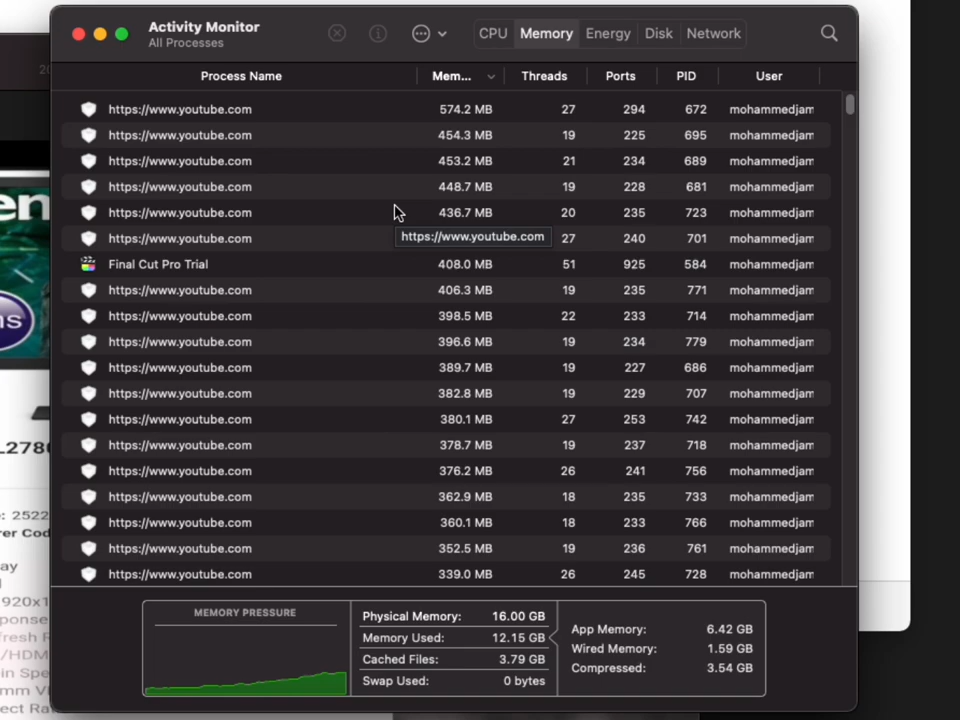 Activity Monitor
All Processes
CPU Memory Energy Disk Network
Process Name Mem... Threads Ports PID User
https://www.youtube.com 574.2 MB 27 294 672 mohammedjam
https://www.youtube.com 454.3 MB 19 225 695 mohammedjam
https://www.youtube.com 453.2 MB 21 234 689 mohammedjam
https://www.youtube.com 448.7 MB 19 228 681 mohammedjam
https://www.youtube.com 436.7 MB 20 235 723 mohammedjam
https://www.youtube.com https://www.youtube.com 27 240 701 mohammedjam
Final Cut Pro Trial 408.0 MB 51 925 584 mohammedjam
https://www.youtube.com 406.3 MB 19 235 771 mohammedjam
https://www.youtube.com 398.5 MB 22 233 714 mohammedjam
https://www.youtube.com 396.6 MB 19 234 779 mohammedjam
https://www.youtube.com 389.7 MB 19 227 686 mohammedjam
https://www.youtube.com 382.8 MB 19 229 707 mohammedjam
https://www.youtube.com 380.1 MB 27 253 742 mohammedjam
https://www.youtube.com 378.7 MB 19 237 718 mohammedjam
https://www.youtube.com 376.2 MB 26 241 756 mohammedjam
https://www.youtube.com 362.9 MB 18 235 733 mohammedjam
https://www.youtube.com 360.1 MB 18 233 766 mohammedjam
https://www.youtube.com 352.5 MB 19 236 761 mohammedjam
https://www.youtube.com 339.0 MB 26 245 728 mohammedjam
MEMORY PRESSURE
Physical Memory: 16.00 GB
Memory Used: 12.15 GB
Cached Files: 3.79 GB
Swap Used: 0 bytes
App Memory: 6.42 GB
Wired Memory: 1.59 GB
Compressed: 3.54 GB